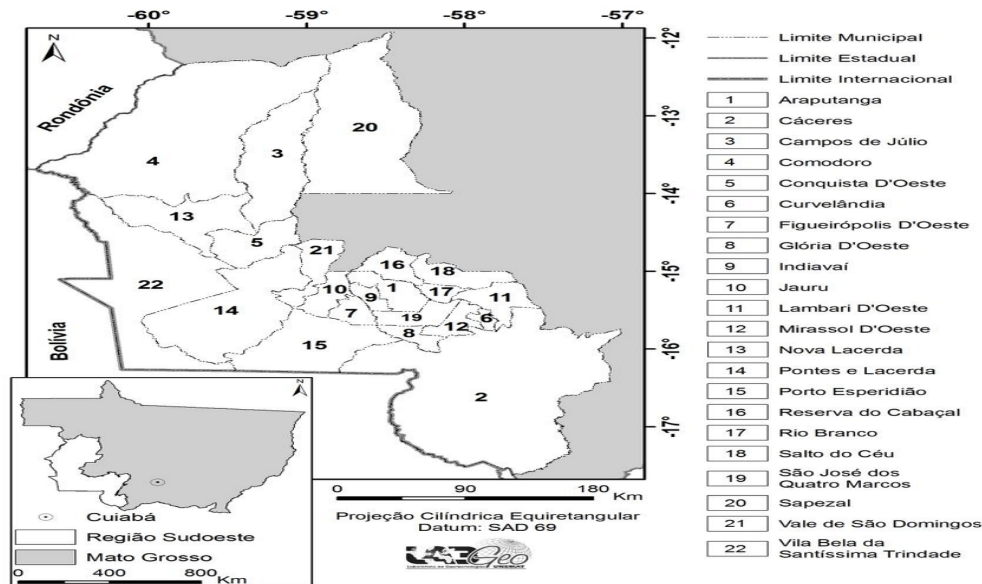 -60° -59° -58° -57°
N
-12°
-13°
-14°
-15°
-16°
-17°
Rondônia
Bolívia
20
3
4
13
5
21
16
18
22
10
9
1
17
11
14
7
19
6
8
12
15
2
N
Cuiabá
Região Sudoeste
Mato Grosso
0 400 800
Km
0 90 180
Km
Projeção Cilíndrica Equiretangular
Datum: SAD 69
Geo
UNEMAT
Limite Municipal
Limite Estadual
Limite Internacional
1 Araputanga
2 Cáceres
3 Campos de Júlio
4 Comodoro
5 Conquista D'Oeste
6 Curvelândia
7 Figueirópolis D'Oeste
8 Glória D'Oeste
9 Indiavaí
10 Jauru
11 Lambari D'Oeste
12 Mirassol D'Oeste
13 Nova Lacerda
14 Pontes e Lacerda
15 Porto Esperidião
16 Reserva do Cabaçal
17 Rio Branco
18 Salto do Céu
19 São José dos
Quatro Marcos
20 Sapezal
21 Vale de São Domingos
22 Vila Bela da
Santíssima Trindade